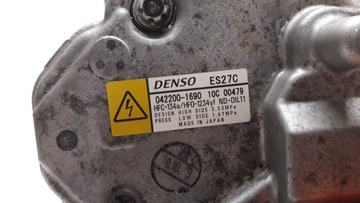 DENSO ES27C
042200-1690 10C 00479
HFC-134a/HFO-1234yf ND-OIL11
DESIGN HIGH SIDE 3.53MPa
PRESS LOW SIDE 1.67MPa
MADE IN JAPAN